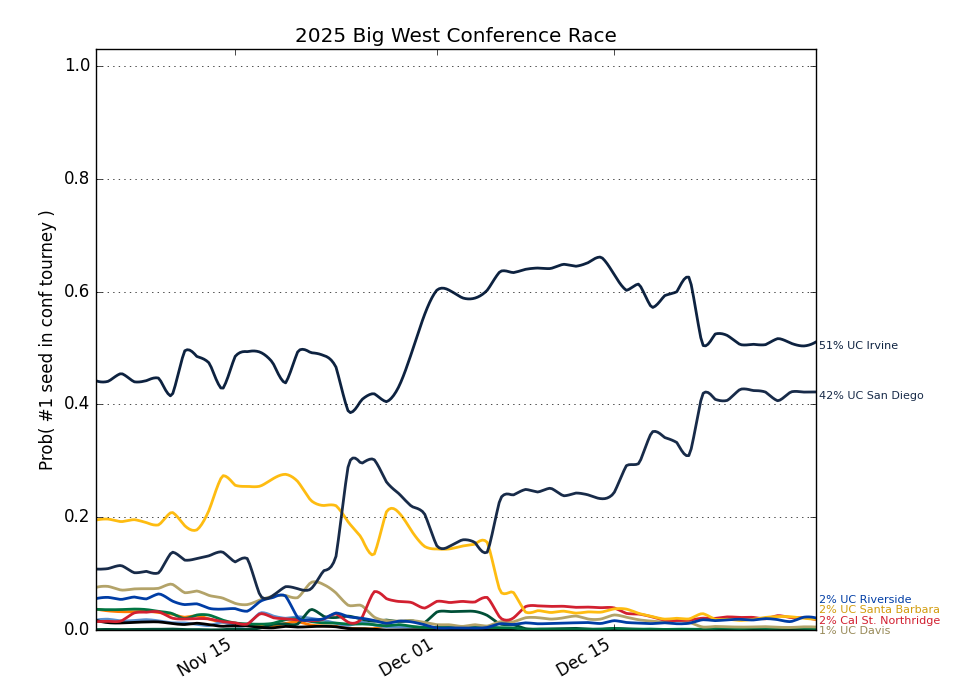 2025 Big West Conference Race
Prob( #1 seed in conf tourney )
1.0
0.8
0.6
0.4
0.2
0.0
Nov 15
Dec 01
Dec 15
51% UC Irvine
42% UC San Diego
2% UC Riverside
2% UC Santa Barbara
2% Cal St. Northridge
1% UC Davis